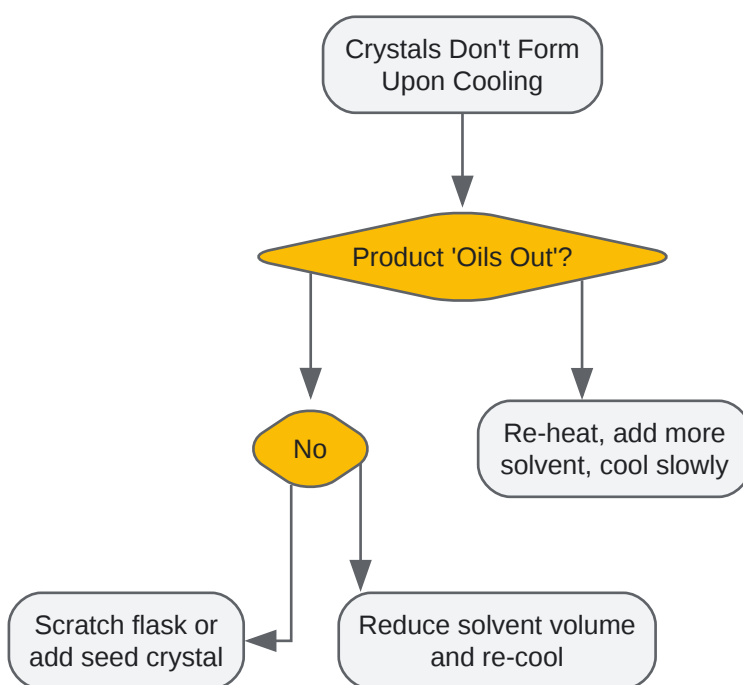 Crystals Don't Form
Upon Cooling
Product 'Oils Out'?
No
Re-heat, add more
solvent, cool slowly
Scratch flask or
add seed crystal
Reduce solvent volume
and re-cool